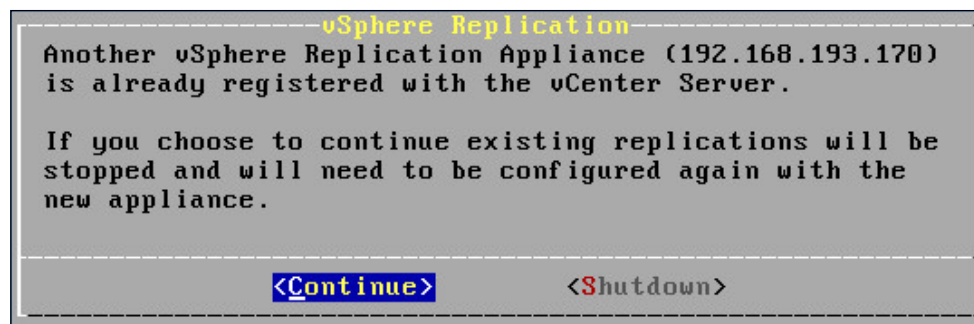 vSphere Replication
Another vSphere Replication Appliance (192.168.193.170)
is already registered with the vCenter Server.
If you choose to continue existing replications will be
stopped and will need to be configured again with the
new appliance.
<Continue> <Shutdown>